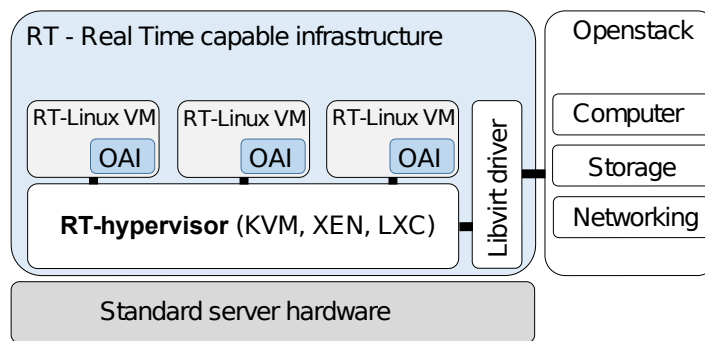 RT - Real Time capable infrastructure
RT-Linux VM
OAI
RT-Linux VM
OAI
RT-Linux VM
OAI
RT-hypervisor (KVM, XEN, LXC)
Libvirt driver
Standard server hardware
Openstack
Computer
Storage
Networking